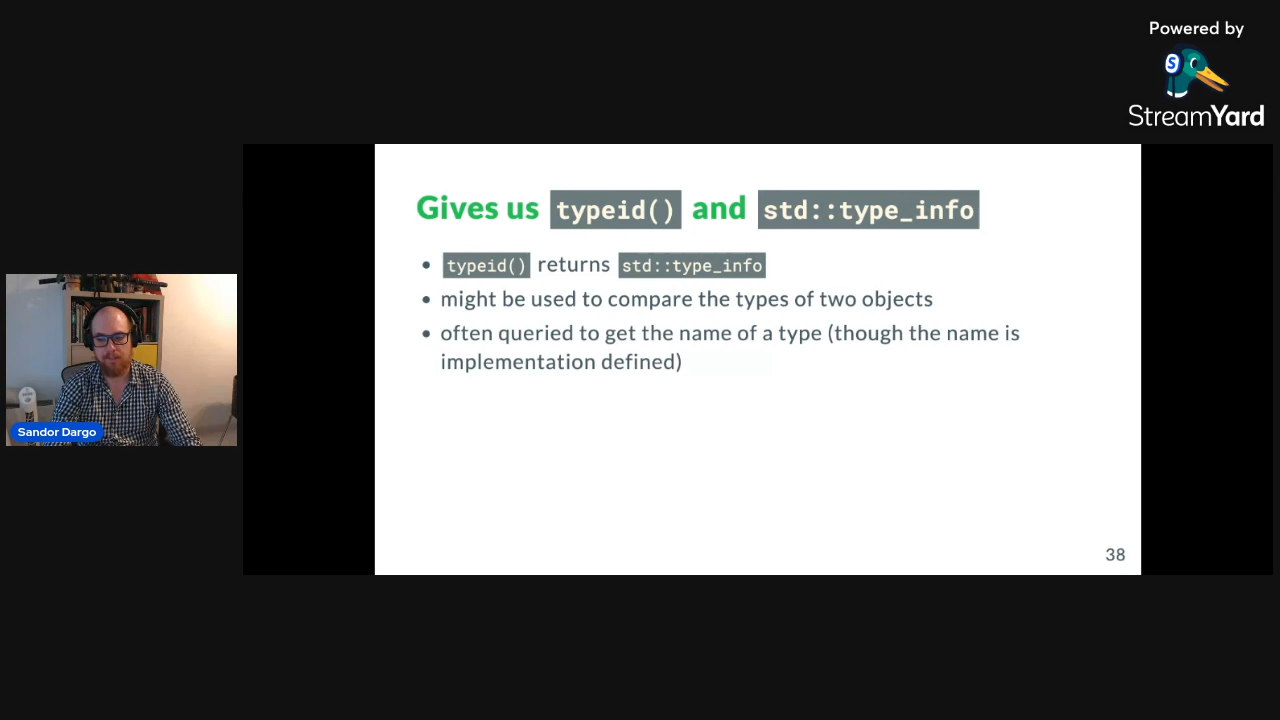 Powered by
S
StreamYard
Gives us typeid() and std::type_info
• typeid() returns std::type_info
• might be used to compare the types of two objects
• often queried to get the name of a type (though the name is
implementation defined)
Sandor Dargo
38